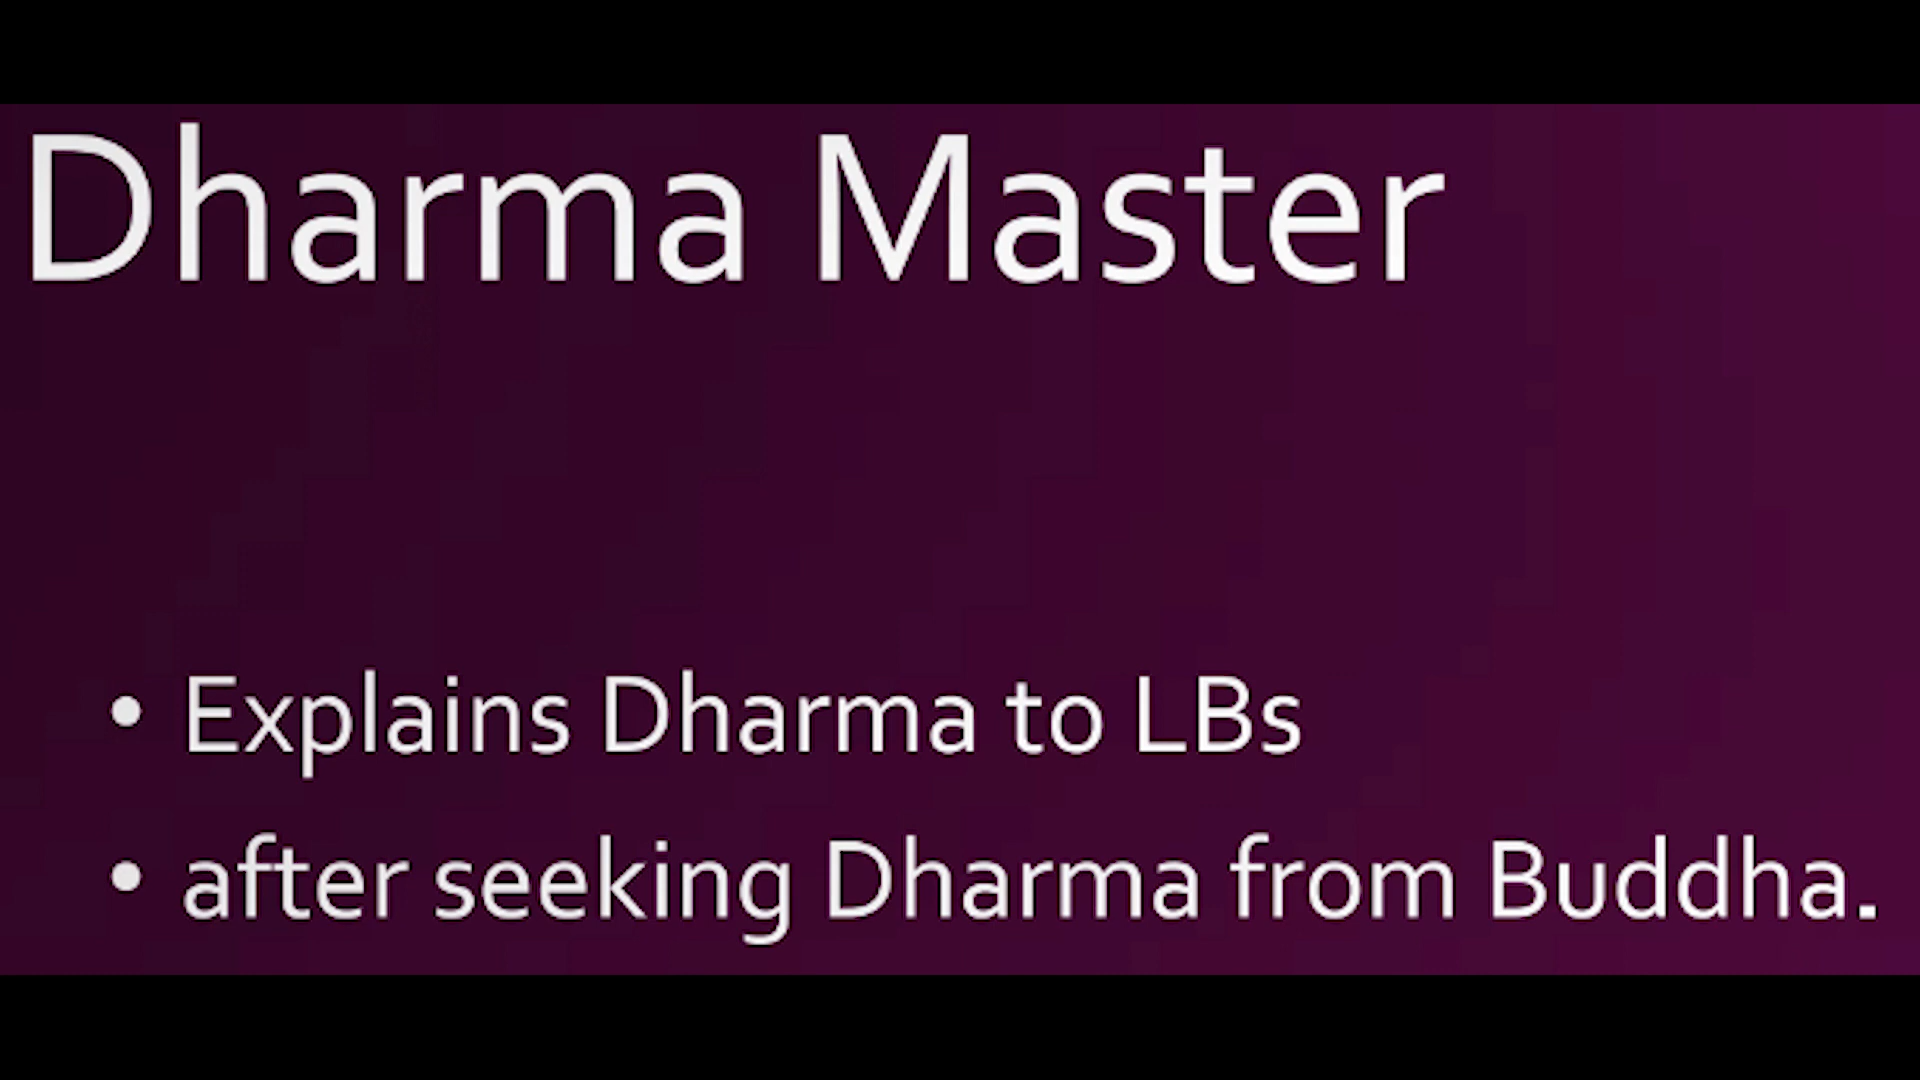 Dharma Master
• Explains Dharma to LBs
• after seeking Dharma from Buddha.